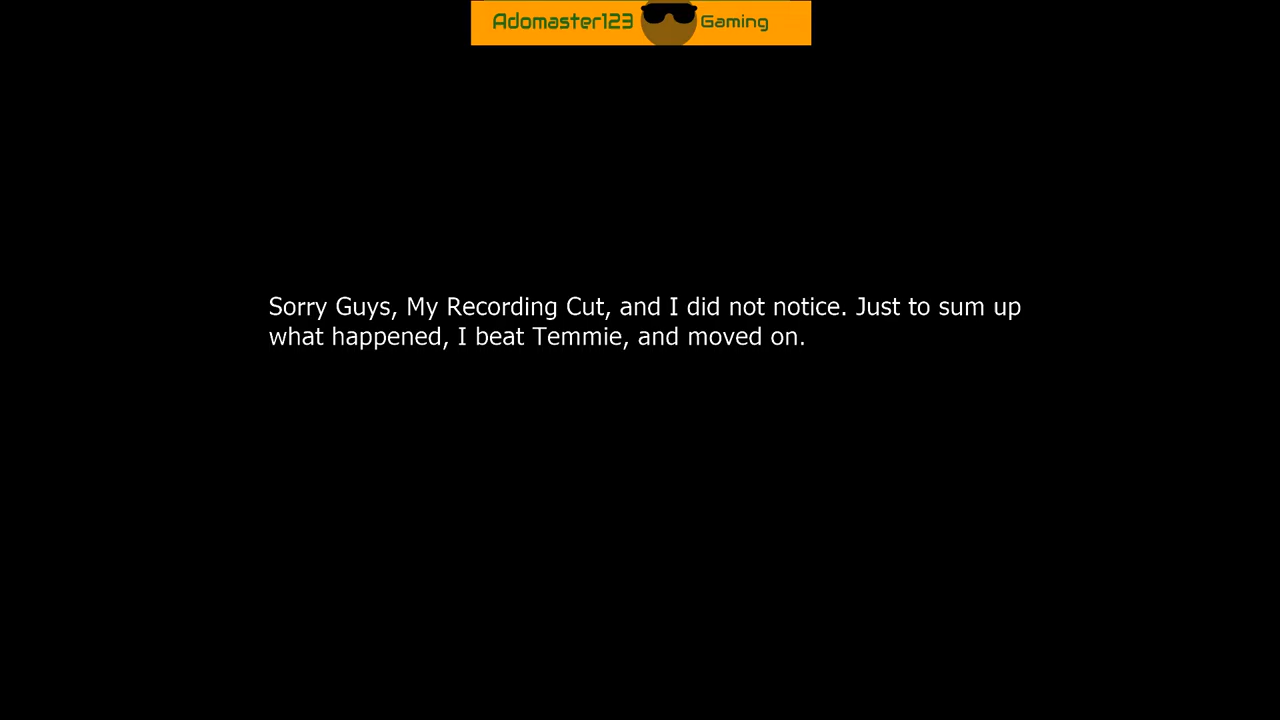 Adomaster123 Gaming
Sorry Guys, My Recording Cut, and I did not notice. Just to sum up
what happened, I beat Temmie, and moved on.